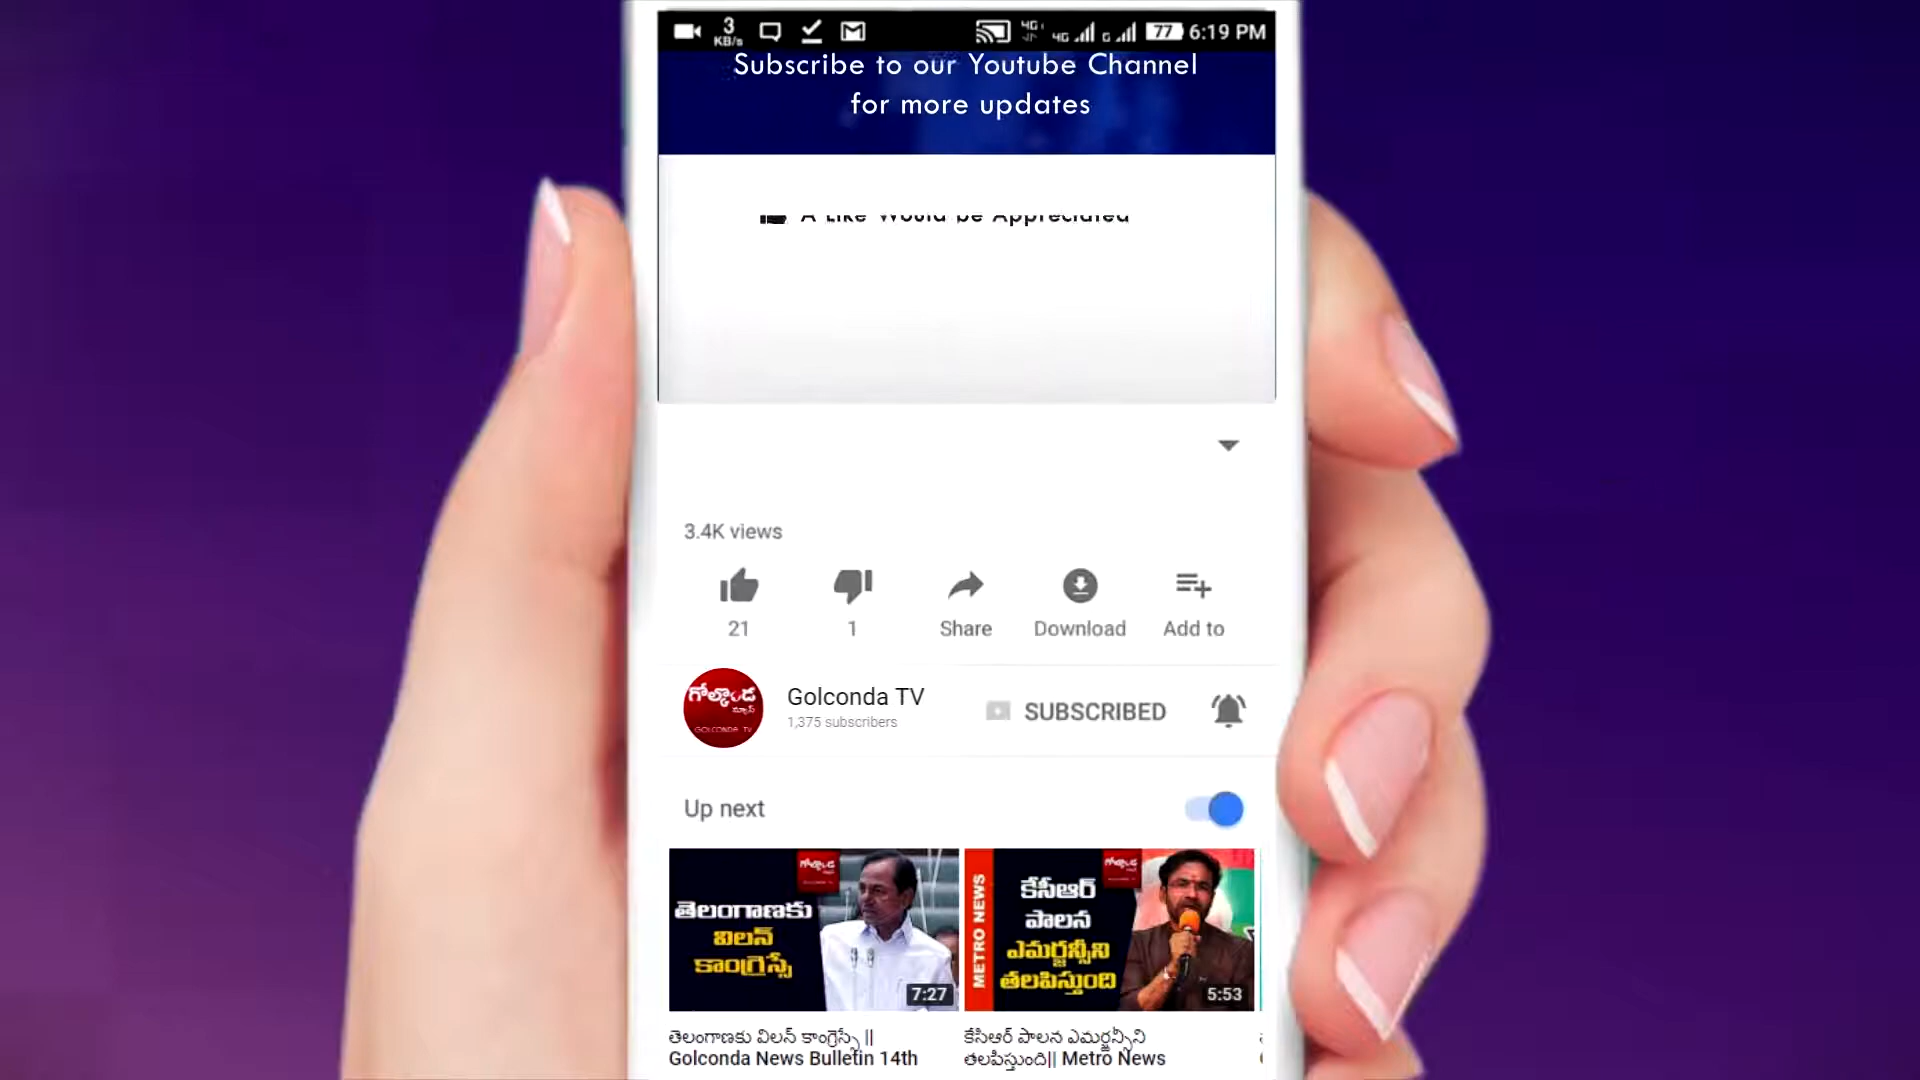 3
KB/s
4G
4G
G
77
6:19 PM
Subscribe to our Youtube Channel
for more updates
A Like Would be Appreciated
3.4K views
21
1
Share
Download
Add to
గోల్కొండ
న్యూస్
GOLCONDA TV
Golconda TV
1,375 subscribers
SUBSCRIBED
Up next
తెలంగాణకు
విలన్
కాంగ్రెస్సే
7:27
METRO NEWS
కేసీఆర్
పాలన
ఎమర్జన్సీని
తలపిస్తుంది
5:53
తెలంగాణకు విలన్ కాంగ్రెస్సే ||
Golconda News Bulletin 14th
కేసీఆర్ పాలన ఎమర్జన్సీని
తలపిస్తుంది|| Metro News